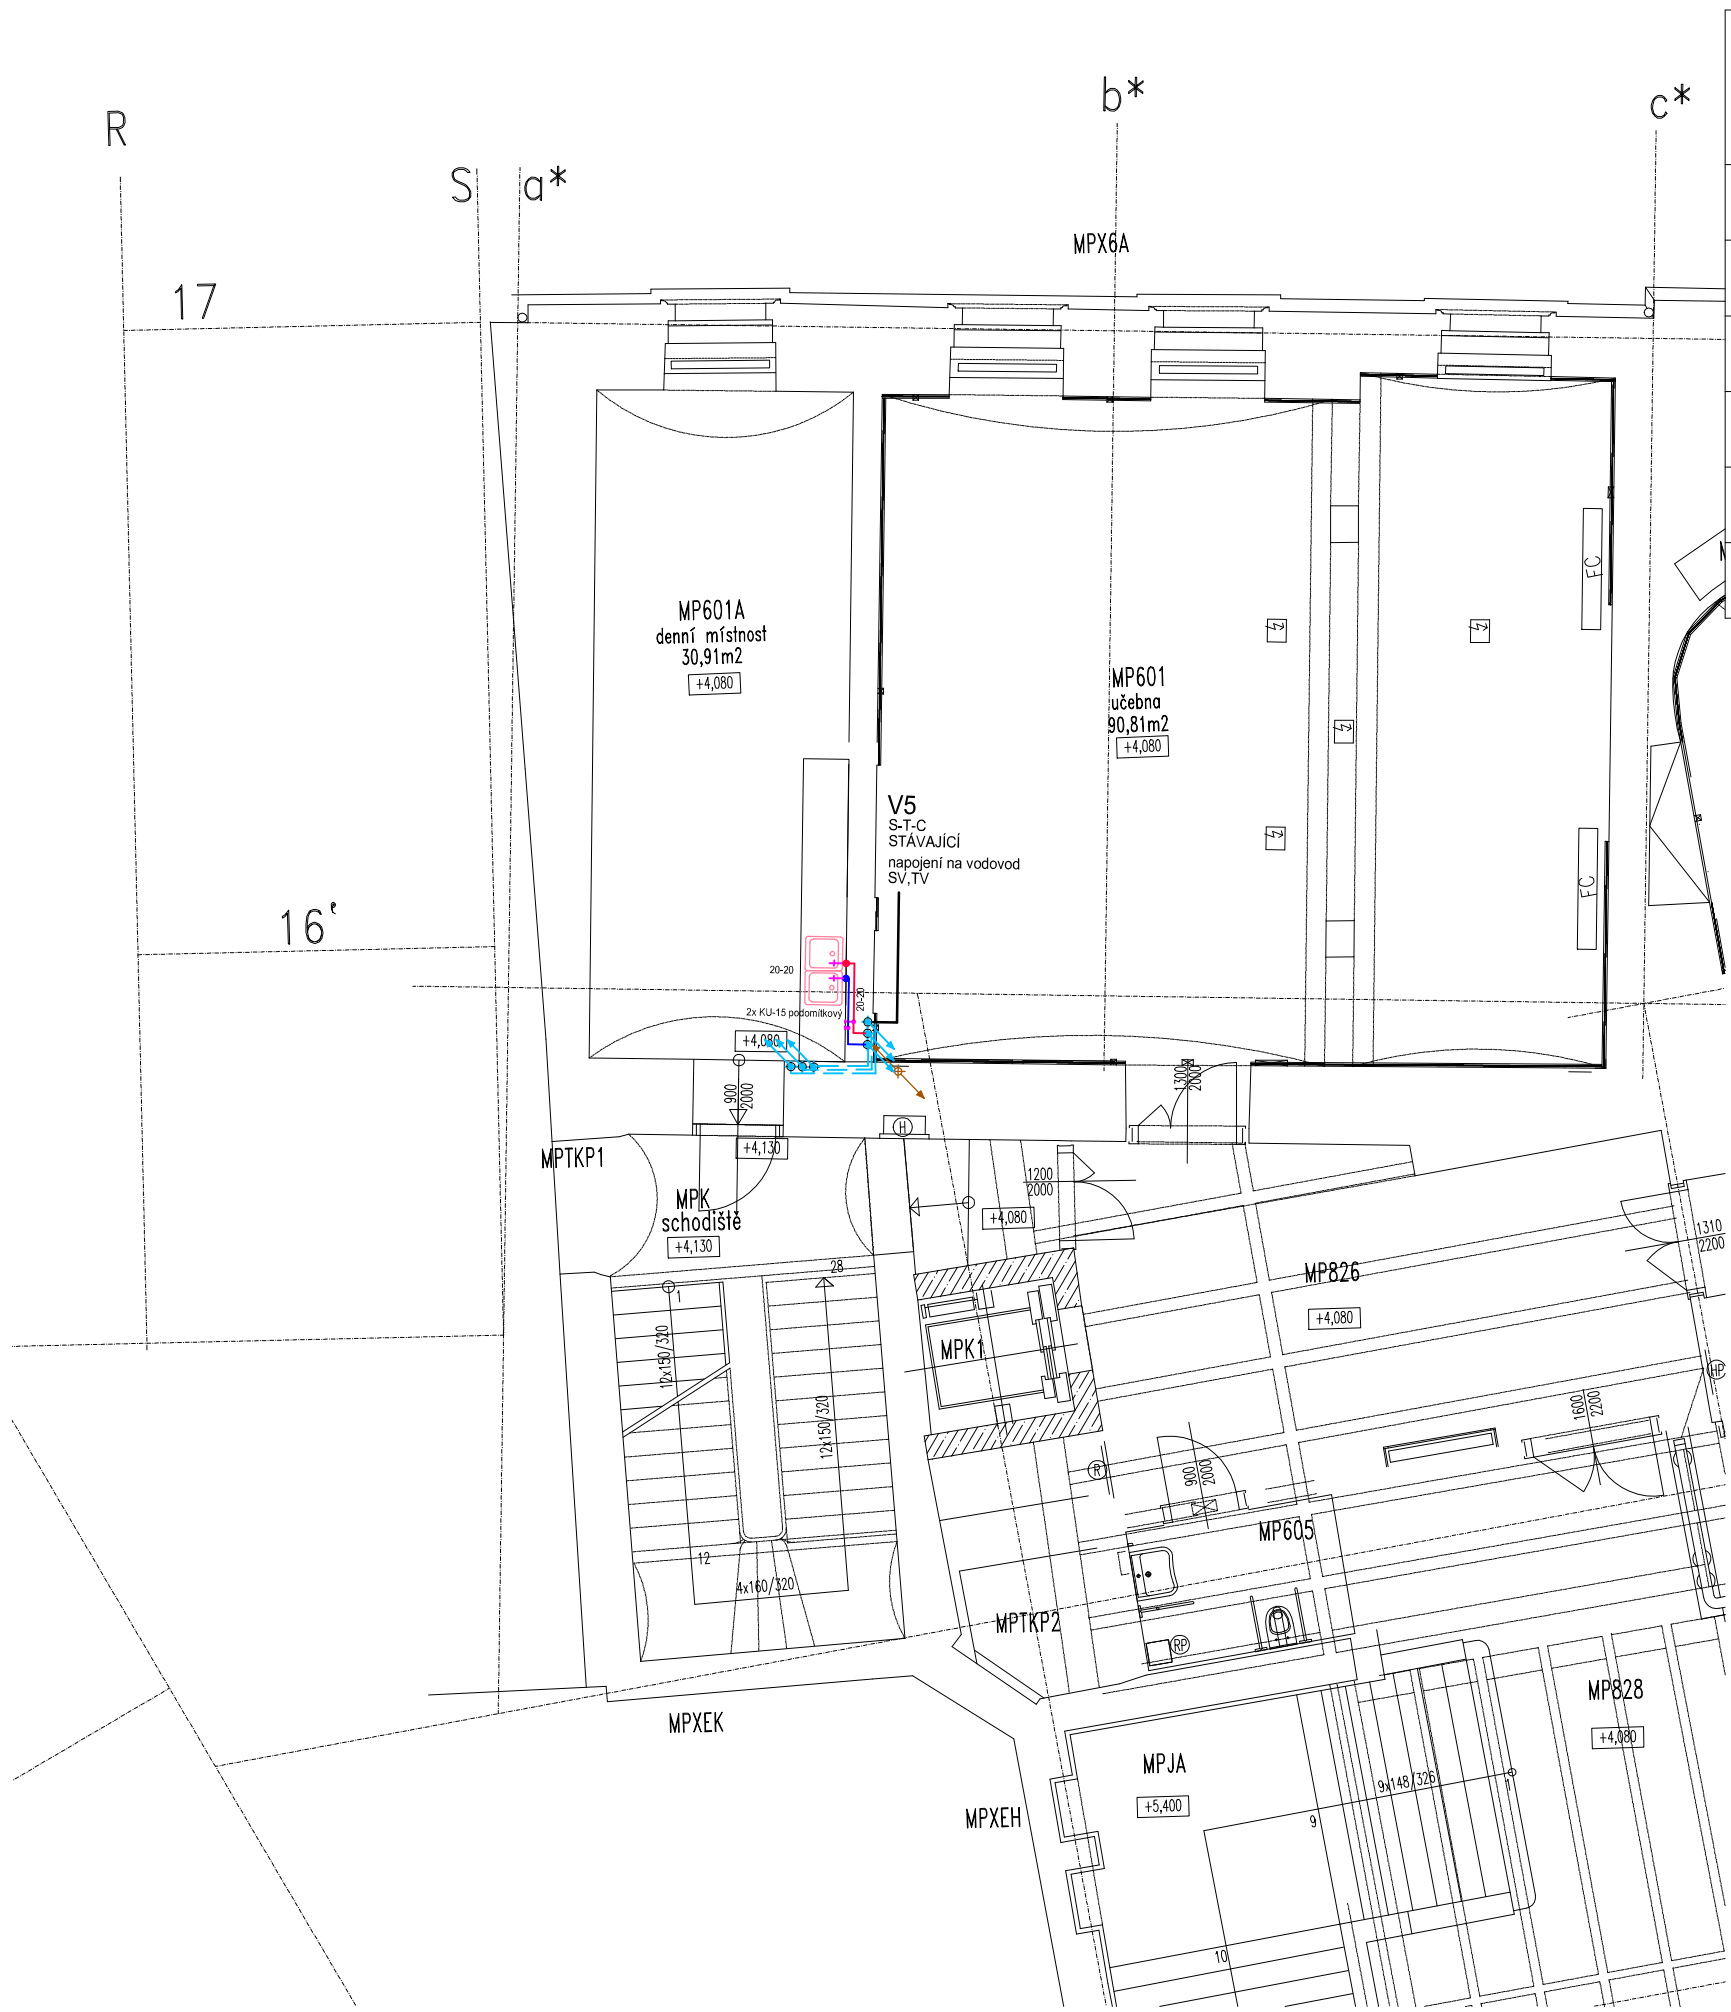 b*
c*
R
S
a*
MPX6A
17
FC
MP601A
denní místnost
30,91m2
+4,080
MP601
učebna
90,81m2
+4,080
V5
S-T-C
STÁVAJÍCÍ
napojení na vodovod
SV,TV
FC
16'
20-20
20-20
2x KU-15 podomítkový
+4,080
900
2000
1300
2000
H
+4,130
MPTKP1
MPK
schodiště
+4,130
1200
2000
+4,080
1310
2200
MP826
+4,080
28
1
12x150/320
12x150/320
MPK1
HP
1600
2200
R
900
2000
MP605
12
4x160/320
MPTKP2
RP
MP828
+4,080
MPXEK
MPJA
+5,400
9x148/326
1
MPXEH
9
10